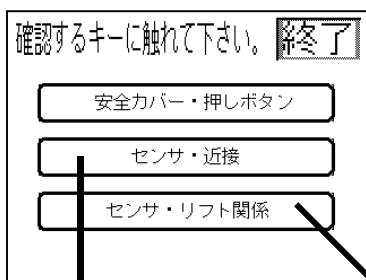 確認するキーに触れて下さい。 終了
安全カバー・押しボタン
センサ・近接
センサ・リフト関係